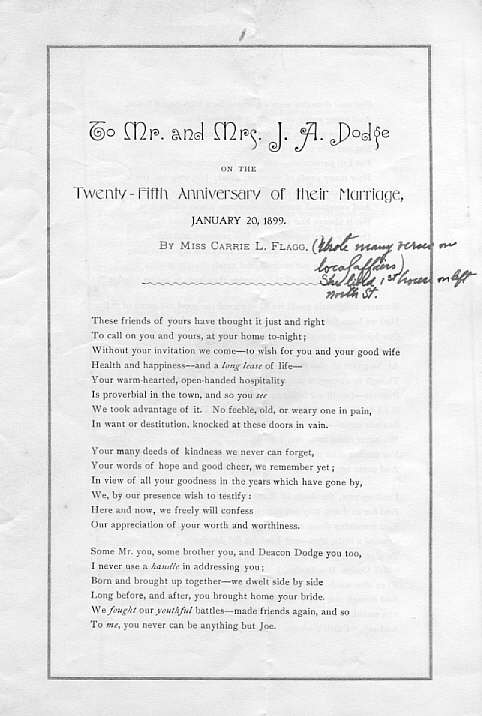 To Mr. and Mrs. J. A. Dodge
ON THE
Twenty-Fifth Anniversary of their Marriage,
JANUARY 20, 1899.
BY MISS CARRIE L. FLAGG. (Wrote many verses on
local affairs)
She lived, 1st house on left
North St.
These friends of yours have thought it just and right
To call on you and yours, at your home to-night;
Without your invitation we come—to wish for you and your good wife
Health and happiness—and a long lease of life—
Your warm-hearted, open-handed hospitality
Is proverbial in the town, and so you see
We took advantage of it. No feeble, old, or weary one in pain,
In want or destitution, knocked at these doors in vain.
Your many deeds of kindness we never can forget,
Your words of hope and good cheer, we remember yet;
In view of all your goodness in the years which have gone by,
We, by our presence wish to testify:
Here and now, we freely will confess
Our appreciation of your worth and worthiness.
Some Mr. you, some brother you, and Deacon Dodge you too,
I never use a handle in addressing you;
Born and brought up together—we dwelt side by side
Long before, and after, you brought home your bride.
We fought our youthful battles—made friends again, and so
To me, you never can be anything but Joe.